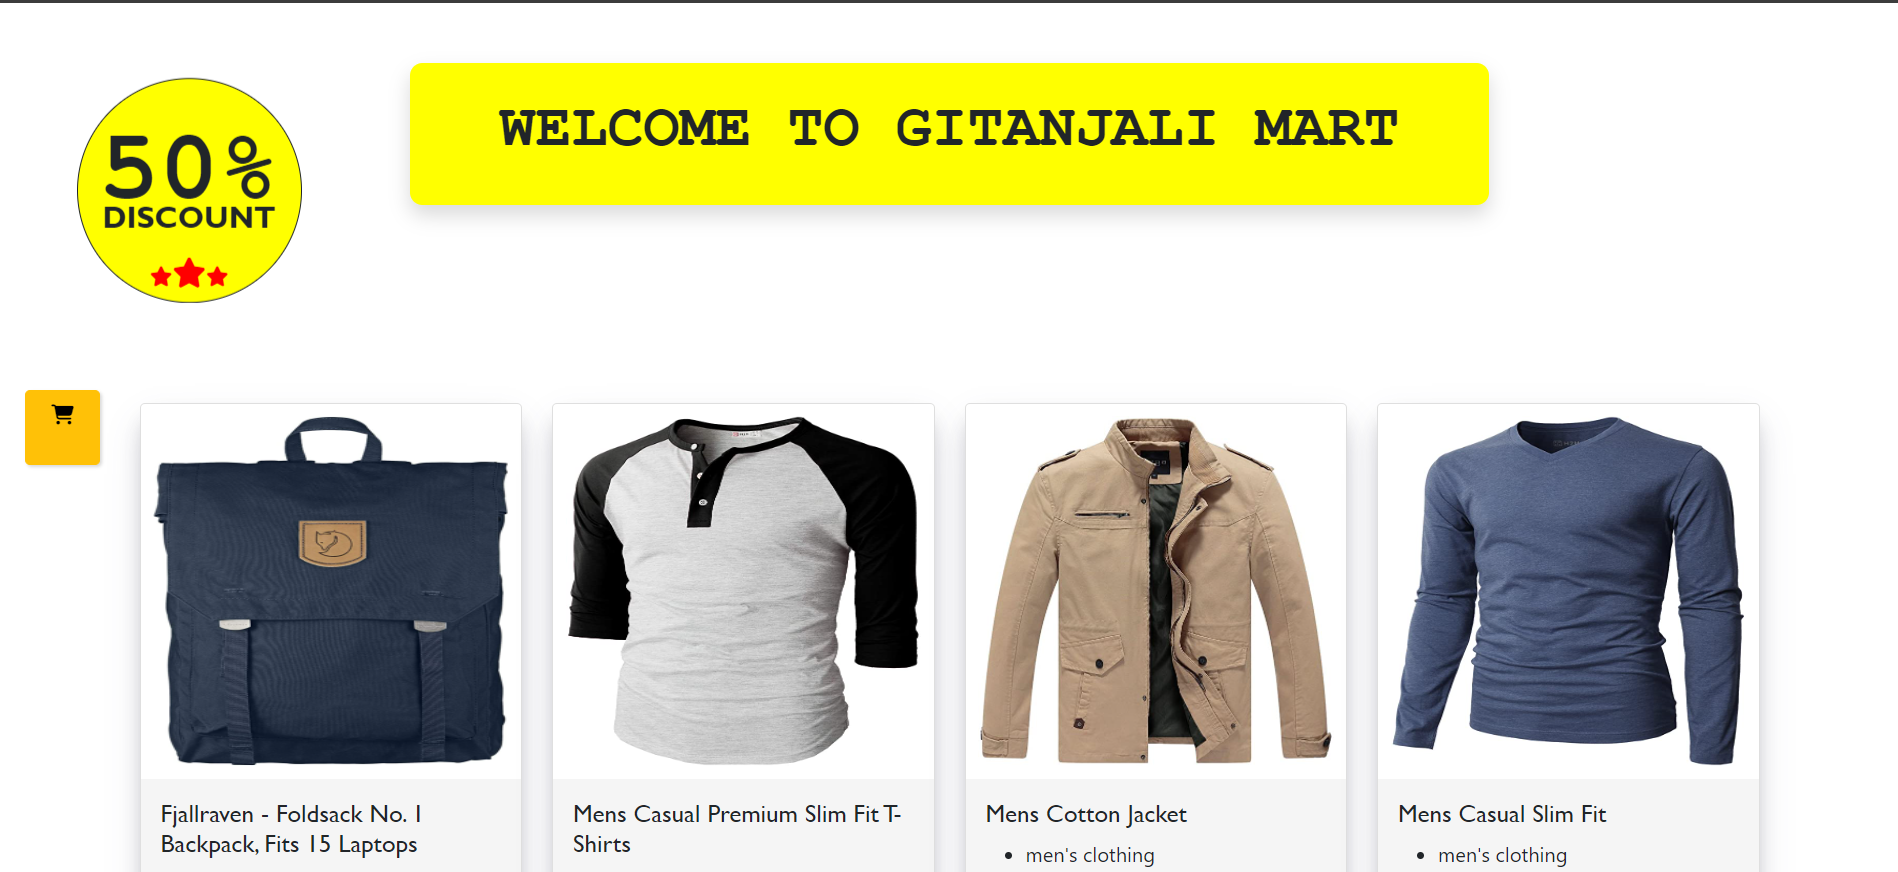 WELCOME TO GITANJALI MART
50%
DISCOUNT
Fjallraven - Foldsack No. 1
Backpack, Fits 15 Laptops
Mens Casual Premium Slim Fit T-
Shirts
Mens Cotton Jacket
• men's clothing
Mens Casual Slim Fit
• men's clothing